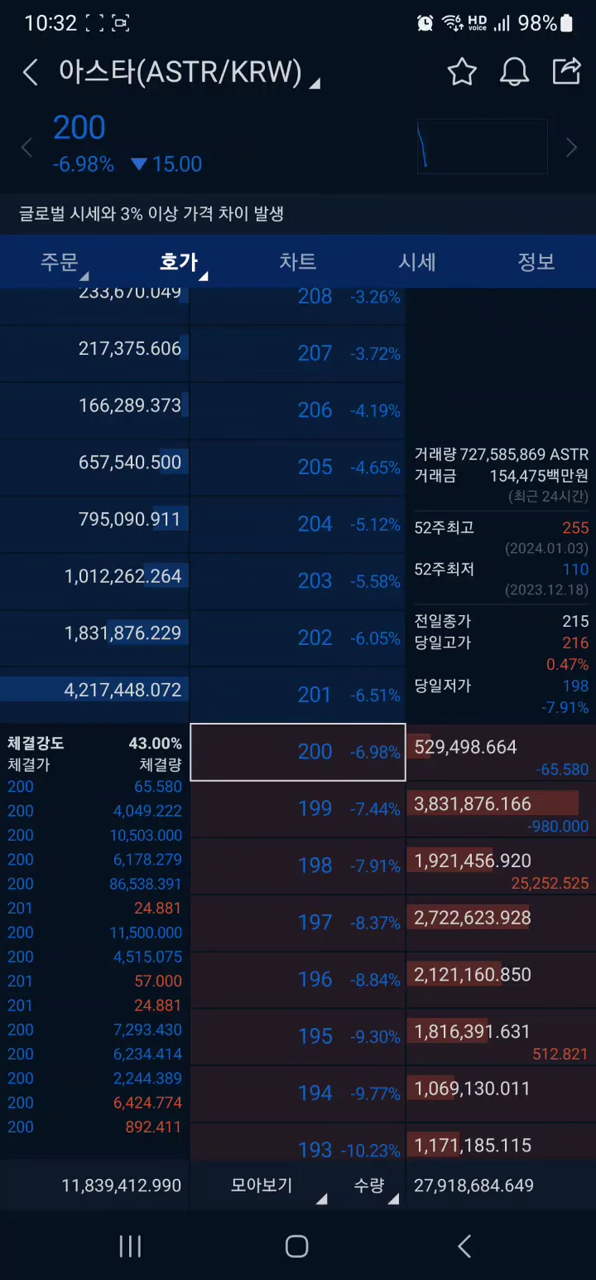 10:32 HD voice 98%
아스타(ASTR/KRW)
200
-6.98% ▼ 15.00
글로벌 시세와 3% 이상 가격 차이 발생
주문 호가 차트 시세 정보
233,670.049 208 -3.26%
217,375.606 207 -3.72%
166,289.373 206 -4.19%
657,540.500 205 -4.65%
795,090.911 204 -5.12%
1,012,262.264 203 -5.58%
1,831,876.229 202 -6.05%
4,217,448.072 201 -6.51%
거래량 727,585,869 ASTR
거래금 154,475백만원
(최근 24시간)
52주최고 255
(2024.01.03)
52주최저 110
(2023.12.18)
전일종가 215
당일고가 216
0.47%
당일저가 198
-7.91%
체결강도 43.00%
체결가 체결량
200 65.580
200 4,049.222
200 10,503.000
200 6,178.279
200 86,538.391
201 24.881
200 11,500.000
200 4,515.075
201 57.000
201 24.881
200 7,293.430
200 6,234.414
200 2,244.389
200 6,424.774
200 892.411
200 -6.98% 529,498.664
-65.580
199 -7.44% 3,831,876.166
-980.000
198 -7.91% 1,921,456.920
25,252.525
197 -8.37% 2,722,623.928
196 -8.84% 2,121,160.850
195 -9.30% 1,816,391.631
512.821
194 -9.77% 1,069,130.011
193 -10.23% 1,171,185.115
11,839,412.990 모아보기 수량 27,918,684.649